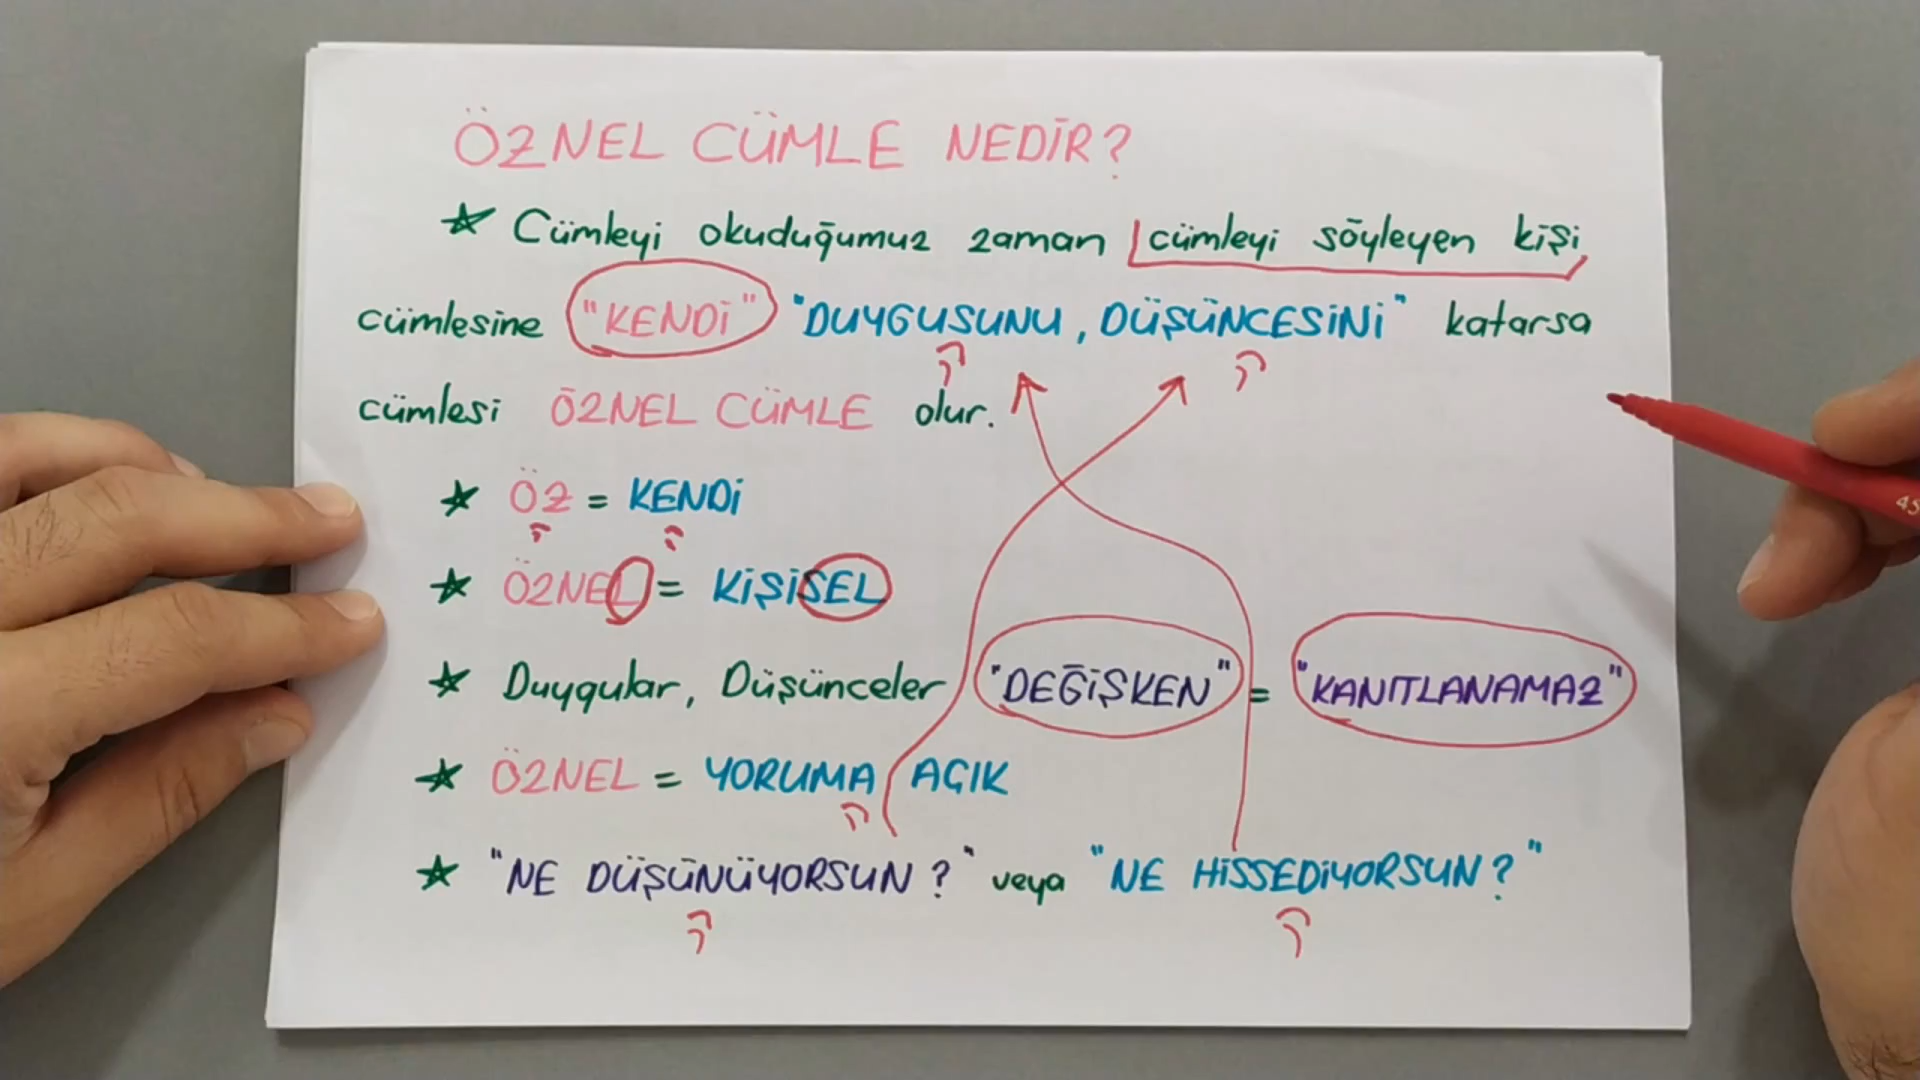 ÖZNEL CÜMLE NEDİR?
Cümleyi okuduğumuz zaman cümleyi söyleyen kişi,
cümlesine "KENDİ" "DUYGUSUNU, DÜŞÜNCESİNİ" katarsa
cümlesi ÖZNEL CÜMLE olur.
ÖZ = KENDİ
ÖZNEL = KİŞİSEL
Duygular, Düşünceler "DEĞİŞKEN" = "KANITLANAMAZ"
ÖZNEL = YORUMA AÇIK
"NE DÜŞÜNÜYORSUN?" veya "NE HİSSEDİYORSUN?"
45